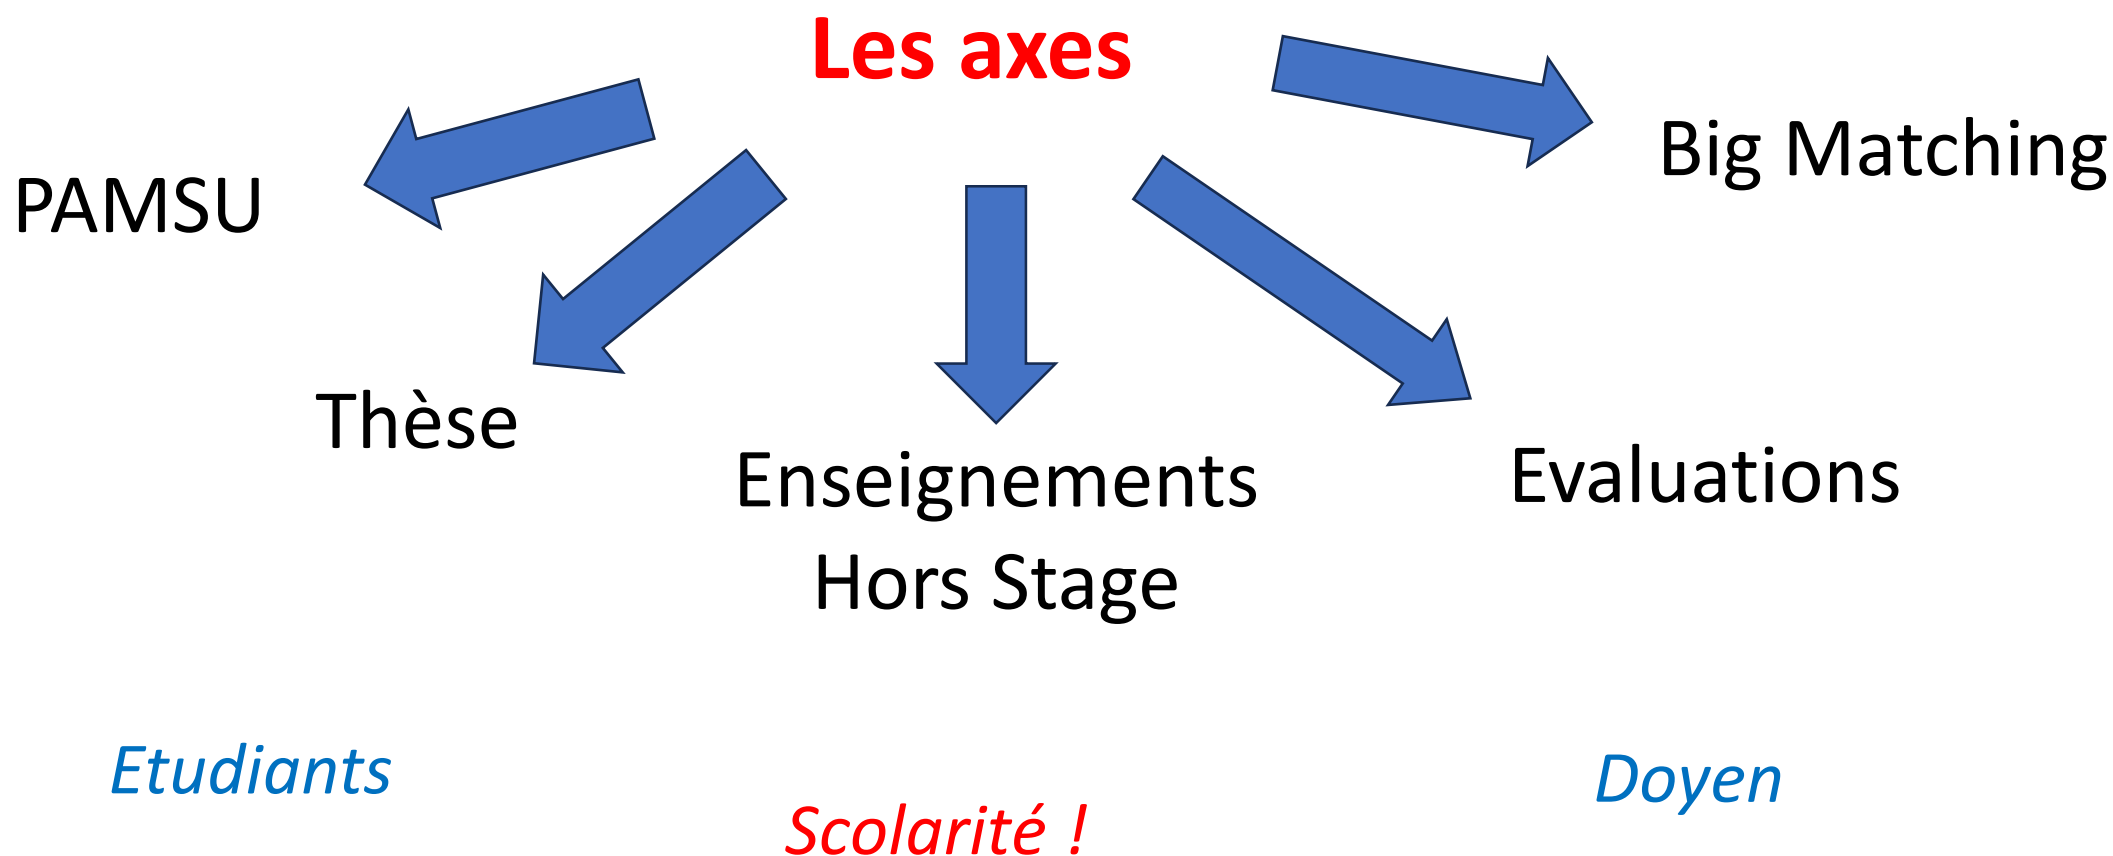 Les axes
Big Matching
PAMSU
Thèse
Enseignements
Hors Stage
Evaluations
Etudiants
Doyen
Scolarité !